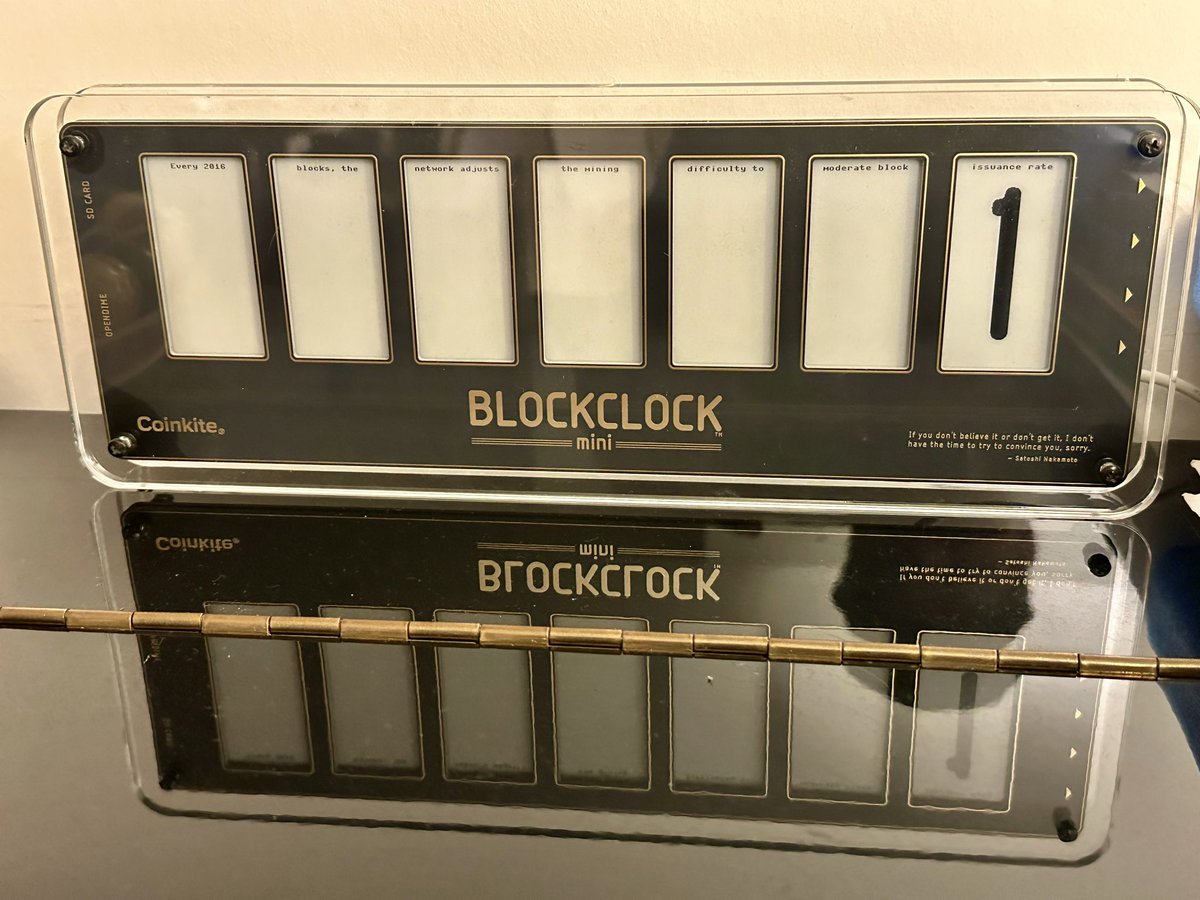 Every 2016 blocks, the network adjusts the mining difficulty to moderate block issuance rate
1
SD CARD
OPENDIME
Coinkite®
BLOCKCLOCK™
mini
If you don't believe it or don't get it, I don't
have the time to try to convince you, sorry.
– Satoshi Nakamoto